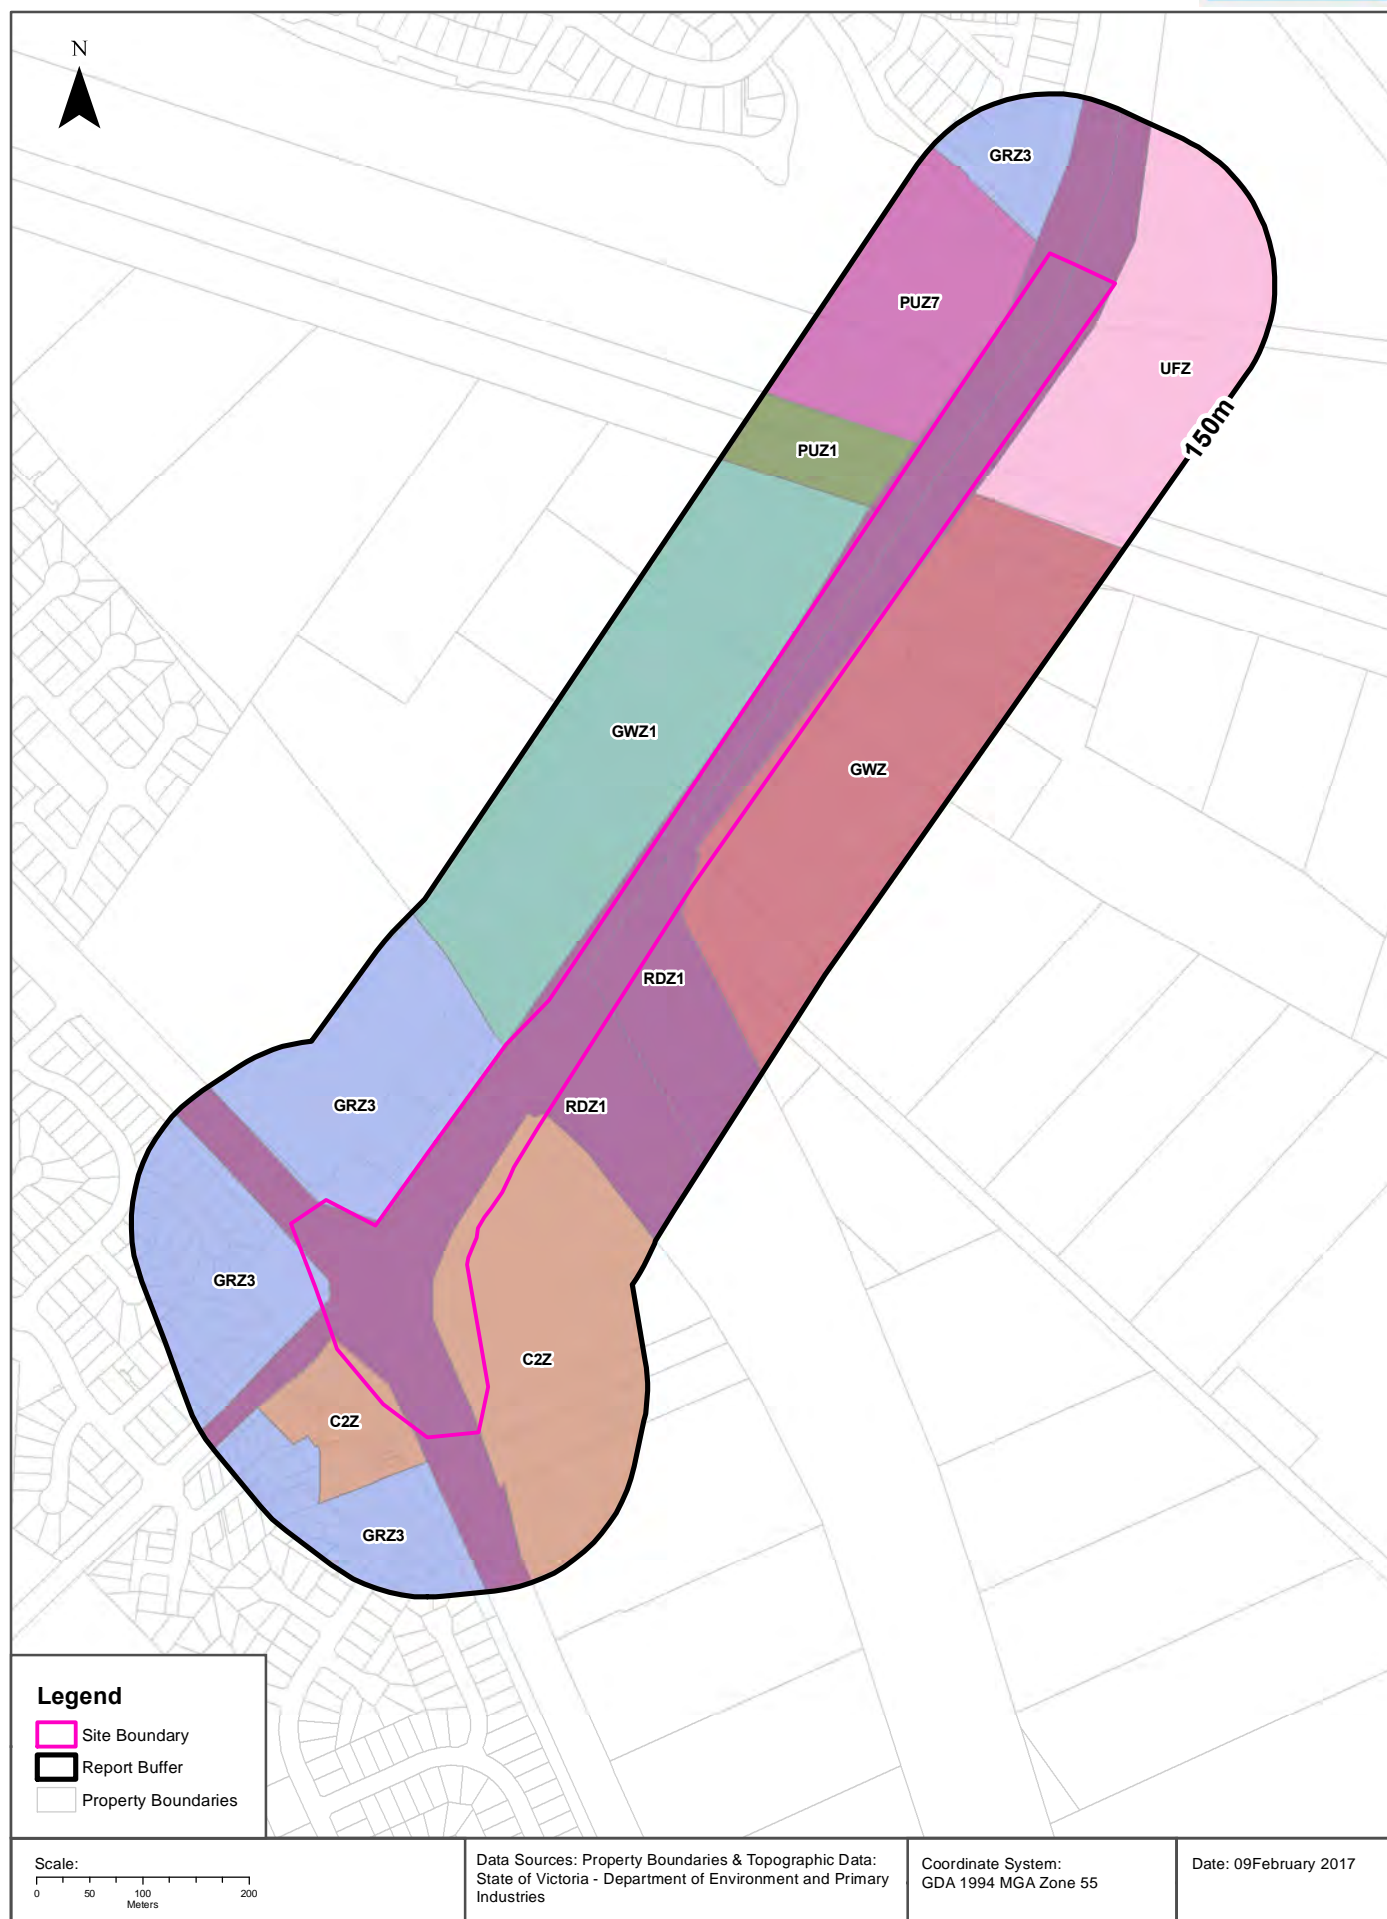 N
GRZ3
PUZ7
UFZ
150m
PUZ1
GWZ1
GWZ
RDZ1
GRZ3
RDZ1
GRZ3
C2Z
C2Z
GRZ3
Legend
Site Boundary
Report Buffer
Property Boundaries
Scale:
0 50 100 200
Meters
Data Sources: Property Boundaries & Topographic Data:
State of Victoria - Department of Environment and Primary
Industries
Coordinate System:
GDA 1994 MGA Zone 55
Date: 09February 2017